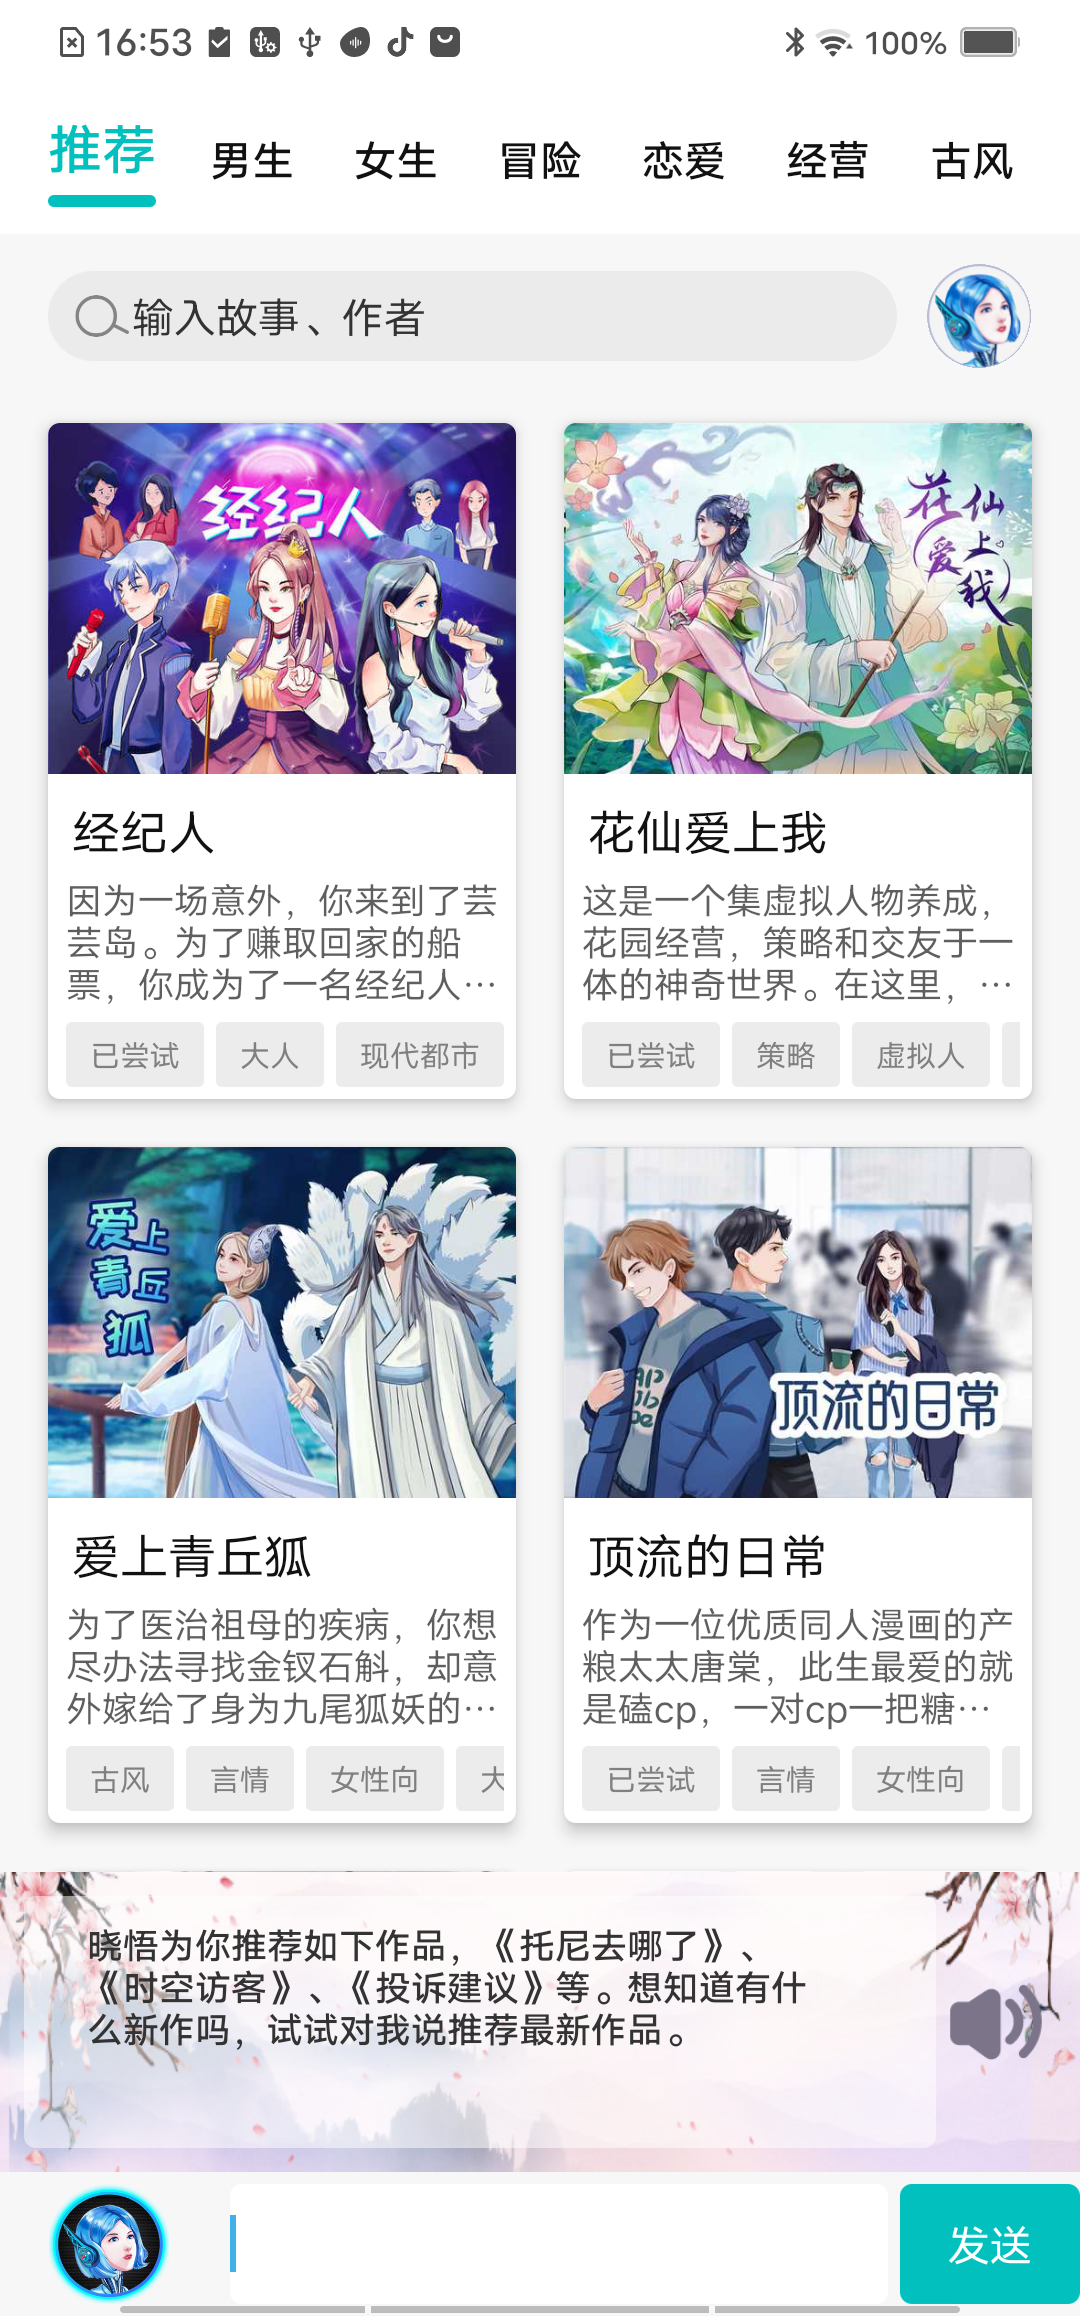 16:53
100%
推荐
男生
女生
冒险
恋爱
经营
古风
输入故事、作者
经纪人
花仙
爱上
我
经纪人
因为一场意外，你来到了芸
芸岛。为了赚取回家的船
票，你成为了一名经纪人…
已尝试
大人
现代都市
花仙爱上我
这是一个集虚拟人物养成，
花园经营，策略和交友于一
体的神奇世界。在这里，…
已尝试
策略
虚拟人
爱上
青丘
狐
顶流的日常
爱上青丘狐
为了医治祖母的疾病，你想
尽办法寻找金钗石斛，却意
外嫁给了身为九尾狐妖的…
古风
言情
女性向
大
顶流的日常
作为一位优质同人漫画的产
粮太太唐棠，此生最爱的就
是磕cp，一对cp一把糖…
已尝试
言情
女性向
晓悟为你推荐如下作品，《托尼去哪了》、
《时空访客》、《投诉建议》等。想知道有什
么新作吗，试试对我说推荐最新作品。
发送